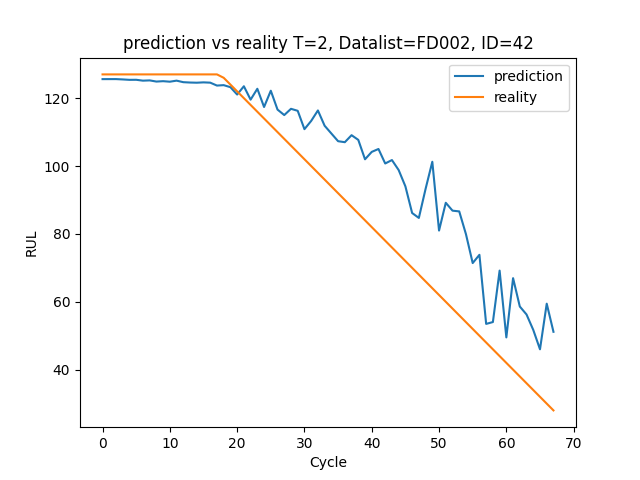 prediction vs reality T=2, Datalist=FD002, ID=42
prediction
reality
120
100
80
60
40
RUL
0 10 20 30 40 50 60 70
Cycle